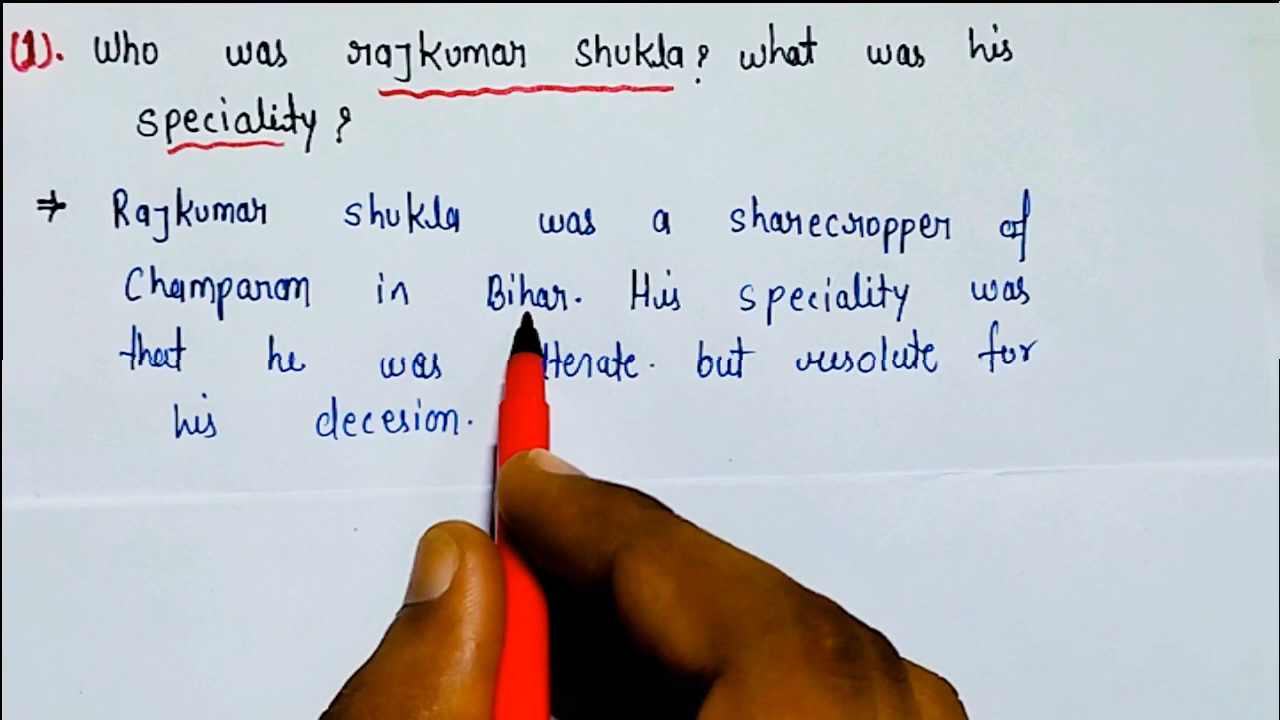 (1). Who was rajkumar shukla? what was his
speciality?
⇒ Rajkumar shukla was a sharecropper of
Champaran in Bihar. His speciality was
that he was but resolute for
his decesion.